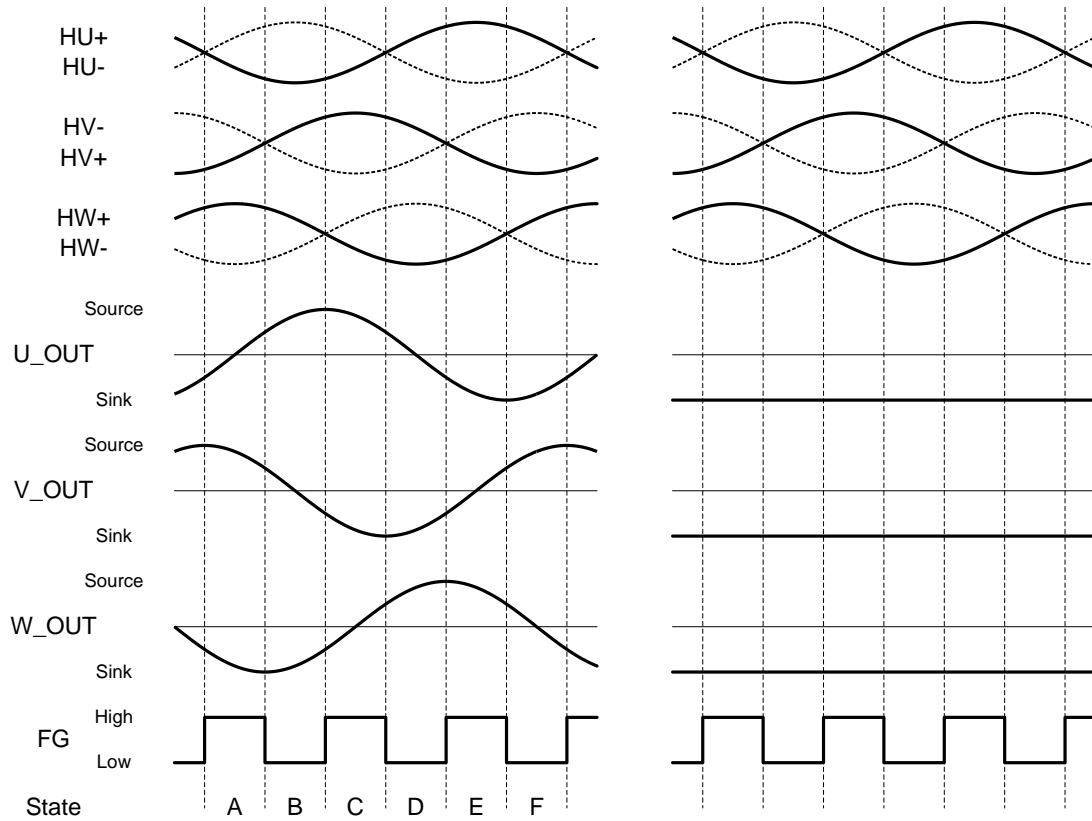 HU+
HU-
HV-
HV+
HW+
HW-
Source
U_OUT
Sink
Source
V_OUT
Sink
Source
W_OUT
Sink
High
FG
Low
State A B C D E F